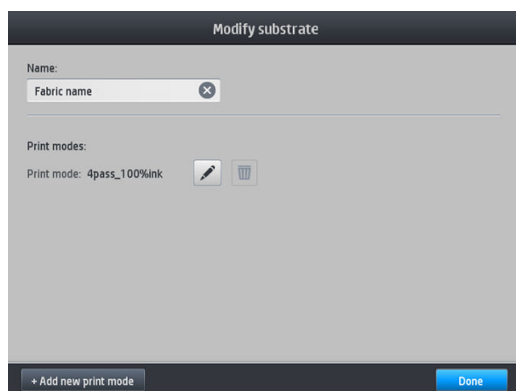 Modify substrate
Name:
Fabric name
Print modes:
Print mode: 4pass_100%ink
+ Add new print mode
Done